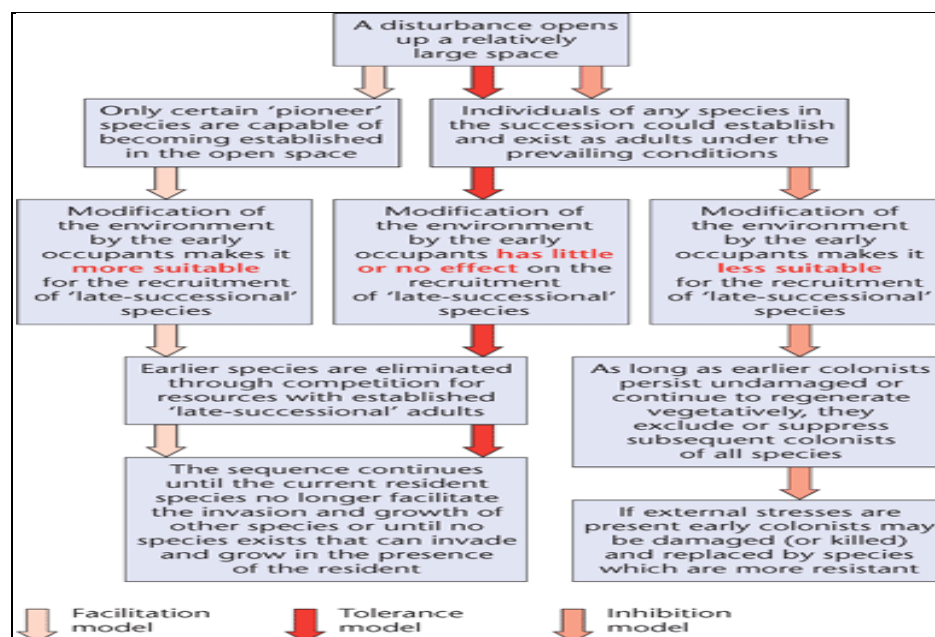 A disturbance opens
up a relatively
large space
Only certain ‘pioneer’
species are capable of
becoming established
in the open space
Individuals of any species in
the succession could establish
and exist as adults under the
prevailing conditions
Modification of
the environment
by the early
occupants makes it
more suitable
for the recruitment
of ‘late-successional’
species
Modification of
the environment
by the early
occupants has little
or no effect on the
recruitment
of ‘late-successional’
species
Modification of
the environment
by the early
occupants makes it
less suitable
for the recruitment
of ‘late-successional’
species
Earlier species are eliminated
through competition for
resources with established
‘late-successional’ adults
As long as earlier colonists
persist undamaged or
continue to regenerate
vegetatively, they
exclude or suppress
subsequent colonists
of all species
The sequence continues
until the current resident
species no longer facilitate
the invasion and growth of
other species or until no
species exists that can invade
and grow in the presence
of the resident
If external stresses are
present early colonists may
be damaged (or killed)
and replaced by species
which are more resistant
Facilitation
model
Tolerance
model
Inhibition
model